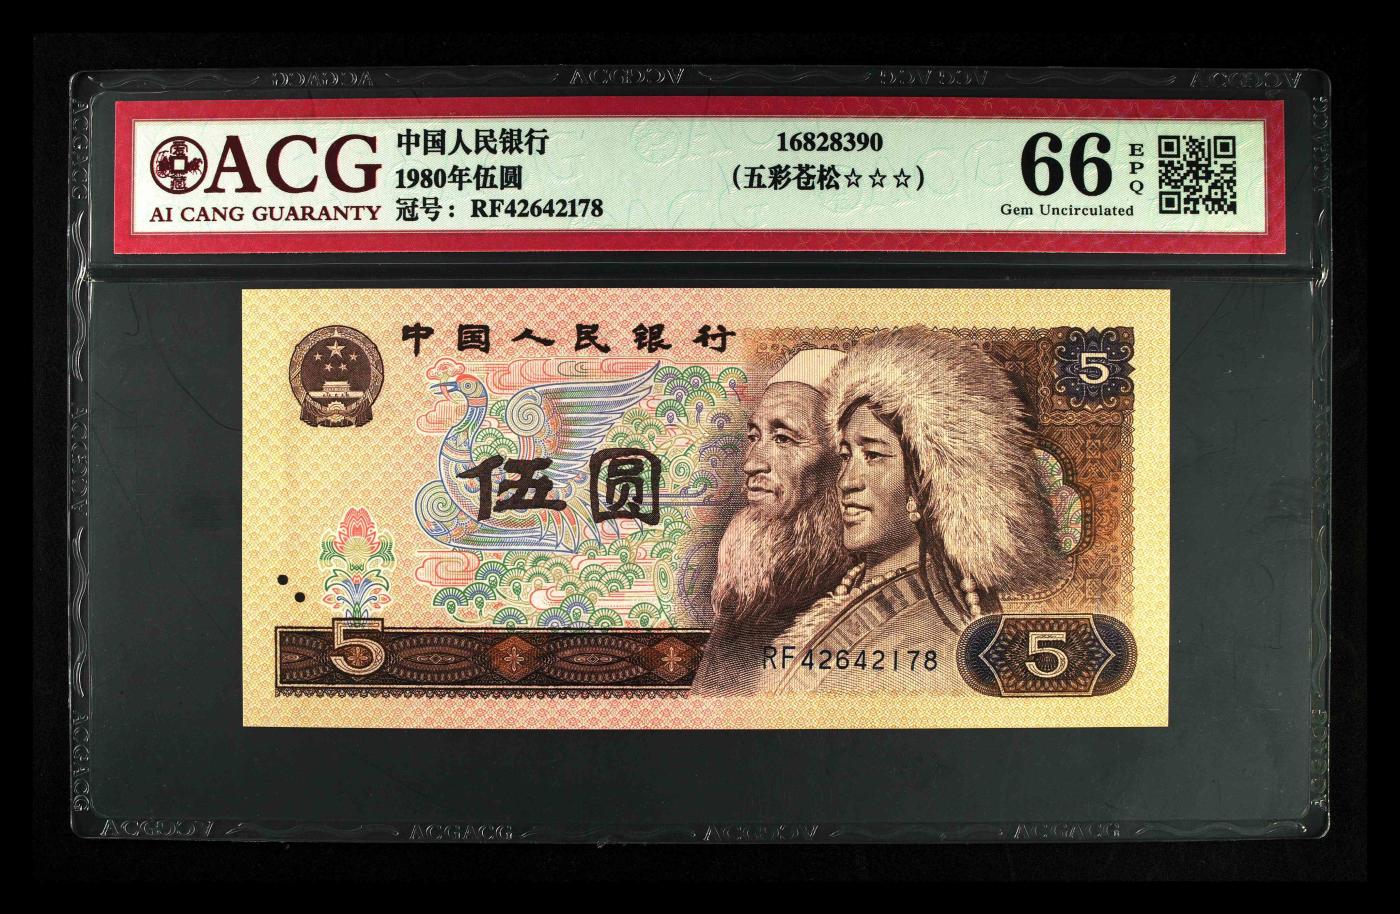 ACG
AI CANG GUARANTY
中国人民银行
1980年伍圆
冠号：RF42642178
16828390
（五彩苍松☆☆☆）
66
EPQ
Gem Uncirculated
中国人民银行
5
伍圆
5
RF42642178
5